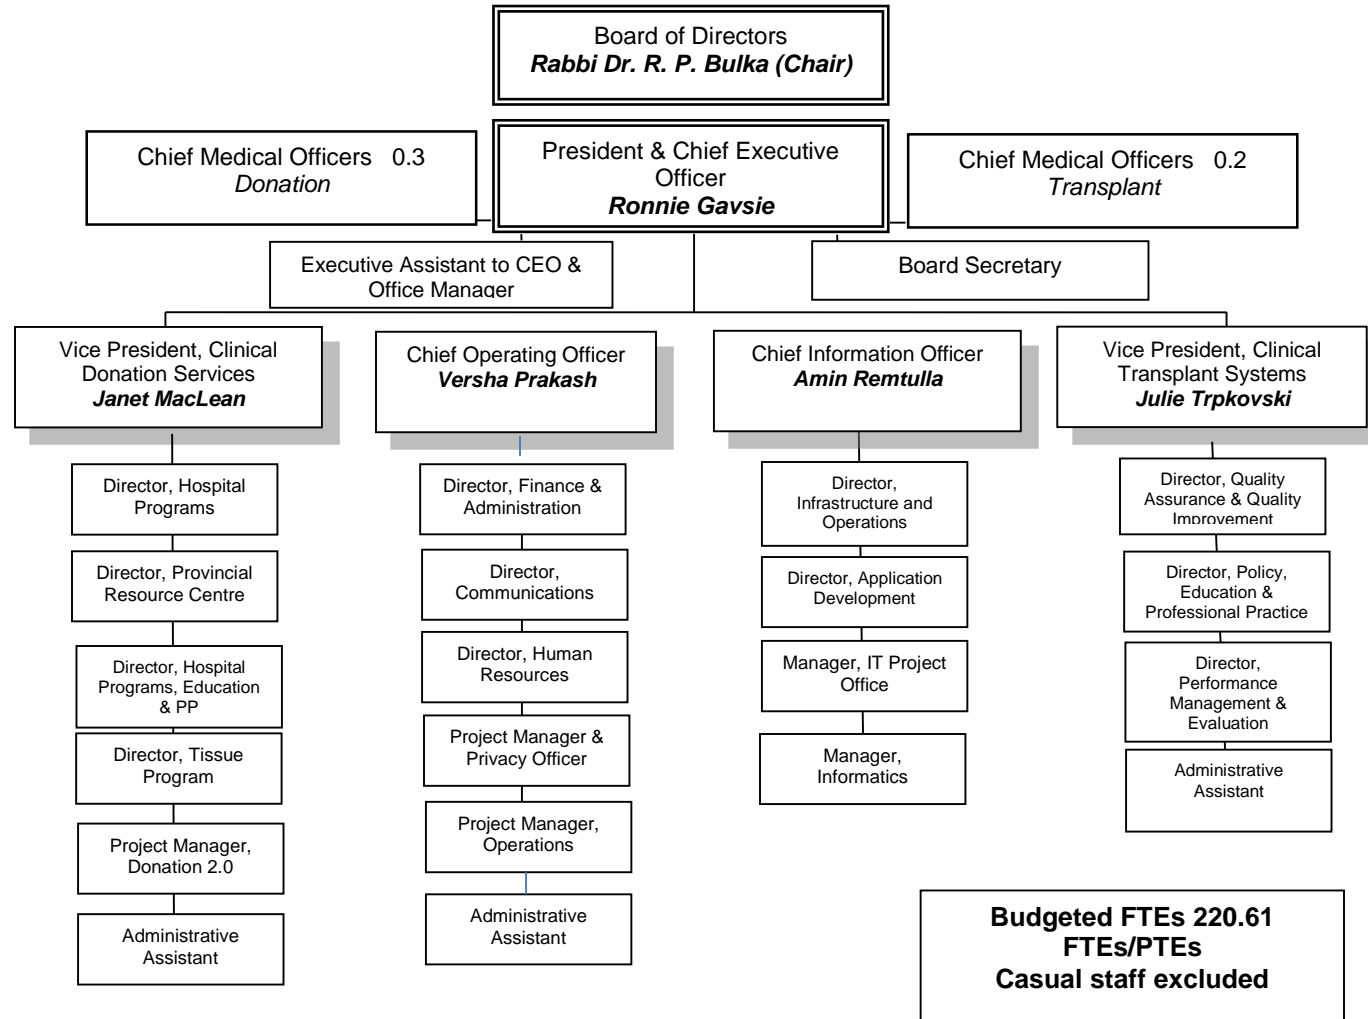 Board of Directors
Rabbi Dr. R. P. Bulka (Chair)
Chief Medical Officers 0.3
Donation
President & Chief Executive
Officer
Ronnie Gavsie
Chief Medical Officers 0.2
Transplant
Executive Assistant to CEO &
Office Manager
Board Secretary
Vice President, Clinical
Donation Services
Janet MacLean
Chief Operating Officer
Versha Prakash
Chief Information Officer
Amin Remtulla
Vice President, Clinical
Transplant Systems
Julie Trpkovski
Director, Hospital
Programs
Director, Provincial
Resource Centre
Director, Hospital
Programs, Education
& PP
Director, Tissue
Program
Project Manager,
Donation 2.0
Administrative
Assistant
Director, Finance &
Administration
Director,
Communications
Director, Human
Resources
Project Manager &
Privacy Officer
Project Manager,
Operations
Administrative
Assistant
Director,
Infrastructure and
Operations
Director, Application
Development
Manager, IT Project
Office
Manager,
Informatics
Director, Quality
Assurance & Quality
Improvement
Director, Policy,
Education &
Professional Practice
Director,
Performance
Management &
Evaluation
Administrative
Assistant
Budgeted FTEs 220.61
FTEs/PTEs
Casual staff excluded